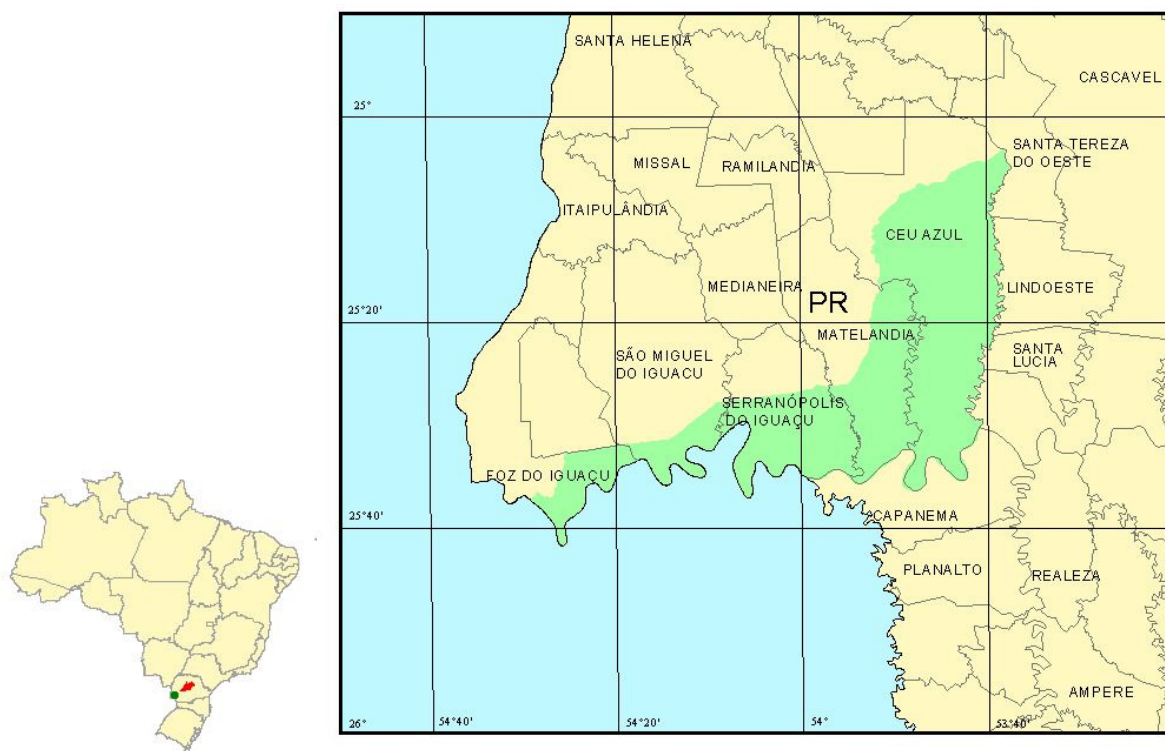 SANTA HELENA
CASCAVEL
25°
SANTA TEREZA
DO OESTE
MISSAL
RAMILANDIA
ITAIPULÂNDIA
CEU AZUL
MEDIANEIRA
LINDOESTE
PR
25°20'
MATELANDIA
SANTA
LUCIA
SÃO MIGUEL
DO IGUACU
SERRANÓPOLIS
DO IGUAÇU
FOZ DO IGUAÇU
25°40'
CAPANEMA
PLANALTO
REALEZA
AMPERE
26°
54°40'
54°20'
54°
53°40'